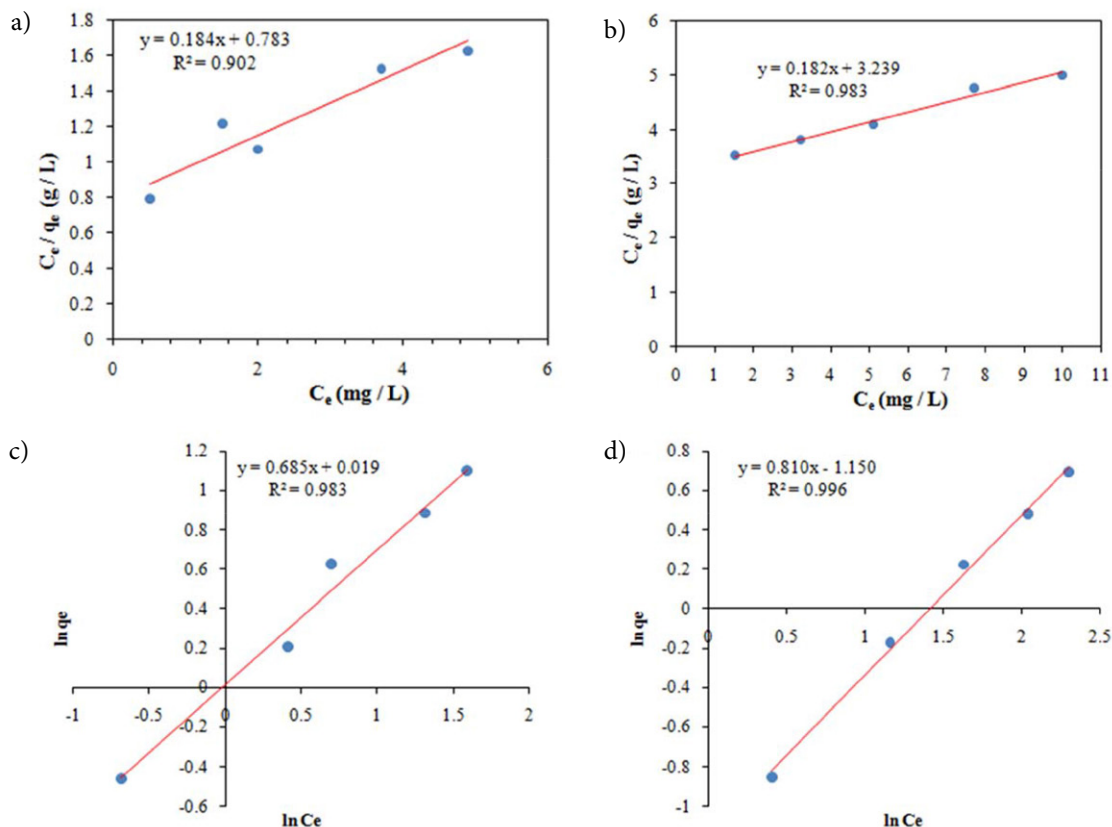 a)
y = 0.184x + 0.783
R² = 0.902
1.8
1.6
1.4
1.2
1
0.8
0.6
0.4
0.2
0
0 2 4 6
Cₑ / qₑ (g / L)
Cₑ (mg / L)
b)
y = 0.182x + 3.239
R² = 0.983
6
5
4
3
2
1
0
0 1 2 3 4 5 6 7 8 9 10 11
Cₑ / qₑ (g / L)
Cₑ (mg / L)
c)
y = 0.685x + 0.019
R² = 0.983
1.2
1
0.8
0.6
0.4
0.2
0
-0.2
-0.4
-0.6
-1 -0.5 0 0.5 1 1.5 2
ln qe
ln Ce
d)
y = 0.810x - 1.150
R² = 0.996
0.8
0.6
0.4
0.2
0
-0.2
-0.4
-0.6
-0.8
-1
0 0.5 1 1.5 2 2.5
ln qe
ln Ce